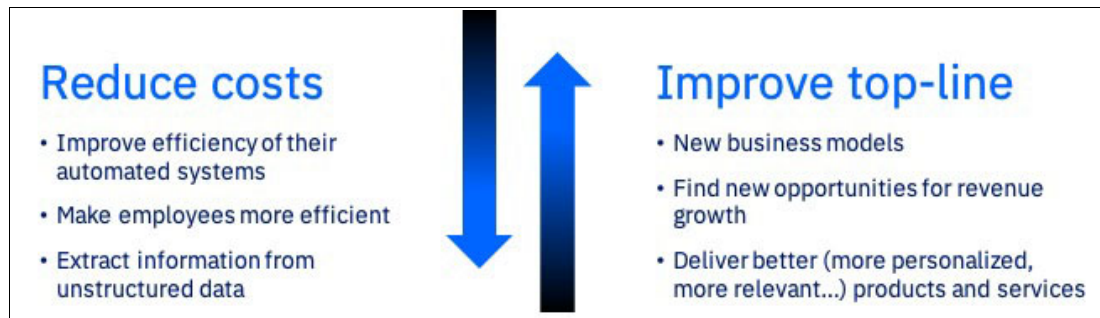 Reduce costs
• Improve efficiency of their
automated systems
• Make employees more efficient
• Extract information from
unstructured data
Improve top-line
• New business models
• Find new opportunities for revenue
growth
• Deliver better (more personalized,
more relevant...) products and services